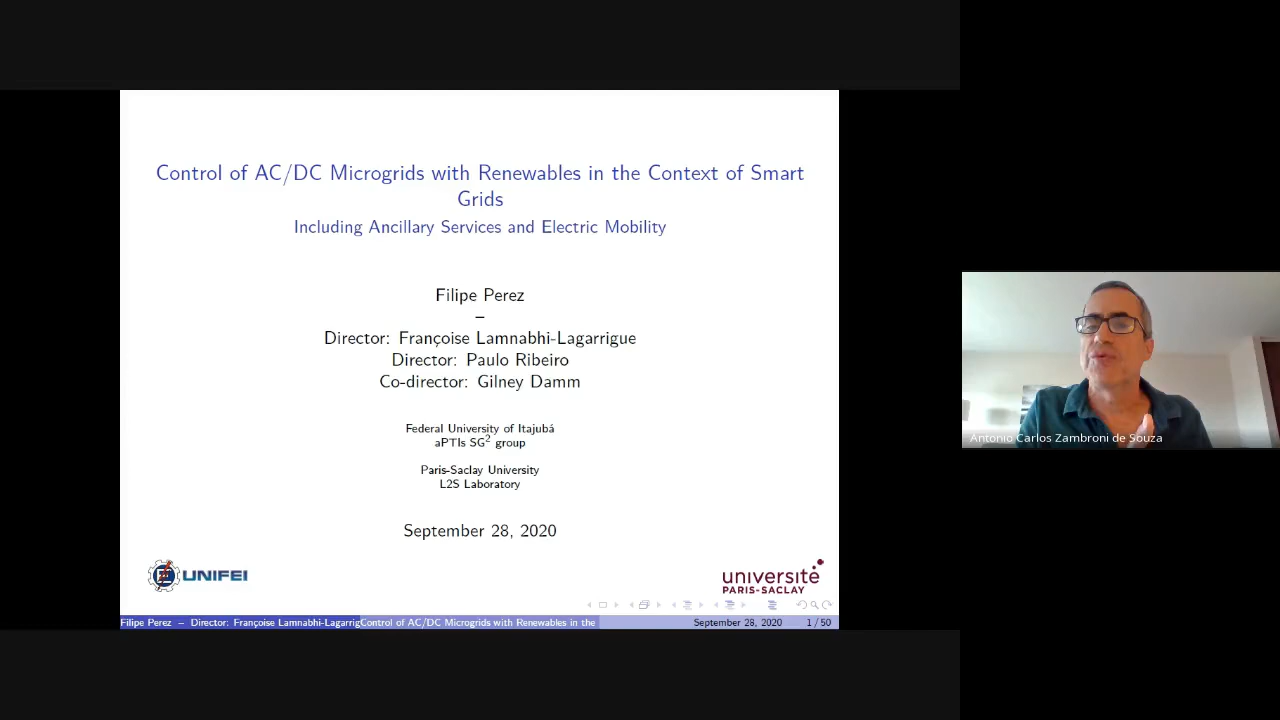 Control of AC/DC Microgrids with Renewables in the Context of Smart
Grids
Including Ancillary Services and Electric Mobility
Filipe Perez
–
Director: Françoise Lamnabhi-Lagarrigue
Director: Paulo Ribeiro
Co-director: Gilney Damm
Federal University of Itajubá
aPTIs SG² group
Paris-Saclay University
L2S Laboratory
September 28, 2020
UNIFEI
université
PARIS-SACLAY
Filipe Perez – Director: Françoise Lamnabhi-Lagarrig
Control of AC/DC Microgrids with Renewables in the
September 28, 2020
1 / 50
Antonio Carlos Zambroni de Souza